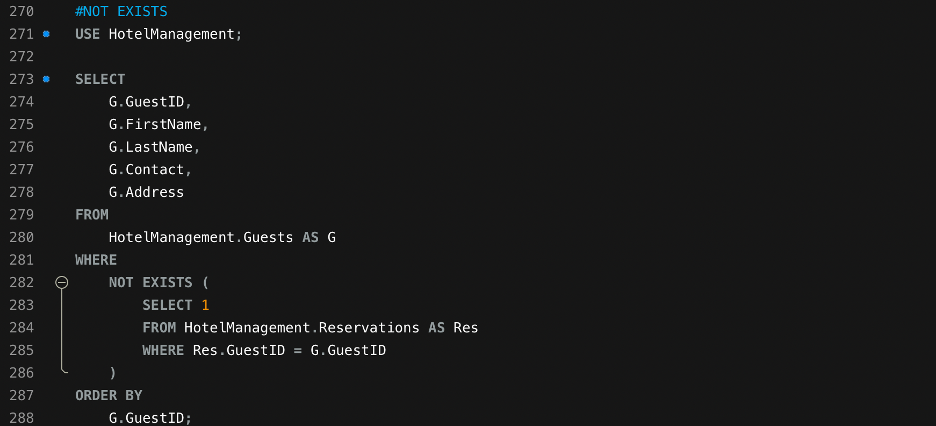 270 #NOT EXISTS
271 USE HotelManagement;
272
273 SELECT
274 G.GuestID,
275 G.FirstName,
276 G.LastName,
277 G.Contact,
278 G.Address
279 FROM
280 HotelManagement.Guests AS G
281 WHERE
282 NOT EXISTS (
283 SELECT 1
284 FROM HotelManagement.Reservations AS Res
285 WHERE Res.GuestID = G.GuestID
286 )
287 ORDER BY
288 G.GuestID;